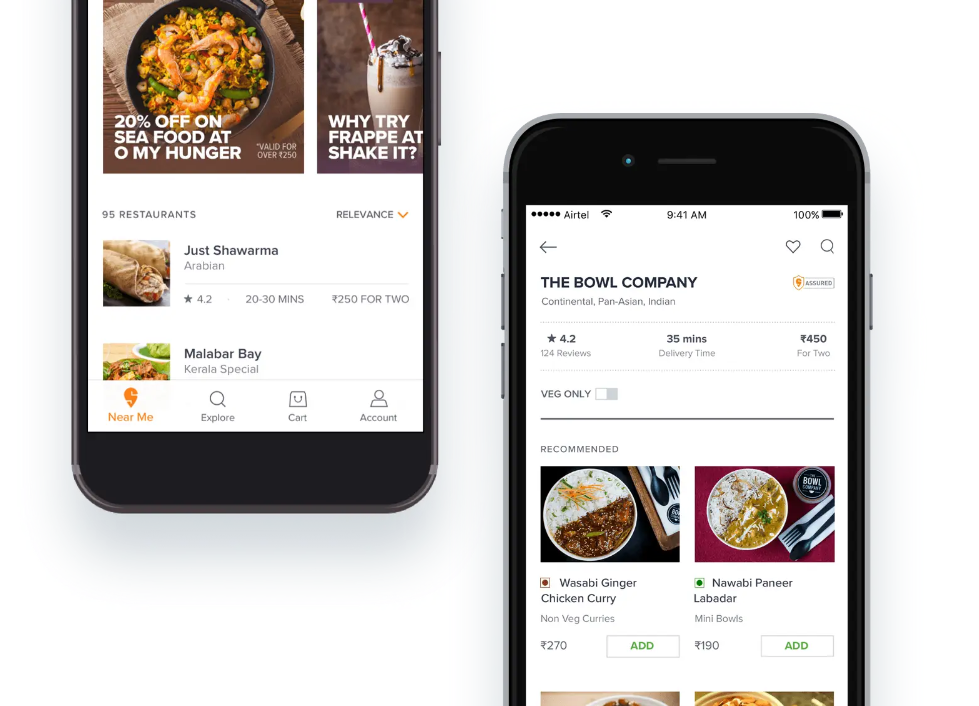 20% OFF ON
SEA FOOD AT
O MY HUNGER
*VALID FOR
OVER ₹250
WHY TRY
FRAPPE AT
SHAKE IT?
95 RESTAURANTS
RELEVANCE
Just Shawarma
Arabian
★ 4.2 · 20-30 MINS ₹250 FOR TWO
Malabar Bay
Kerala Special
Near Me Explore Cart Account
Airtel 9:41 AM 100%
THE BOWL COMPANY
ASSURED
Continental, Pan-Asian, Indian
★ 4.2 35 mins ₹450
124 Reviews Delivery Time For Two
VEG ONLY
RECOMMENDED
BOWL
COMPANY
Wasabi Ginger
Chicken Curry
Non Veg Curries
₹270 ADD
Nawabi Paneer
Labadar
Mini Bowls
₹190 ADD